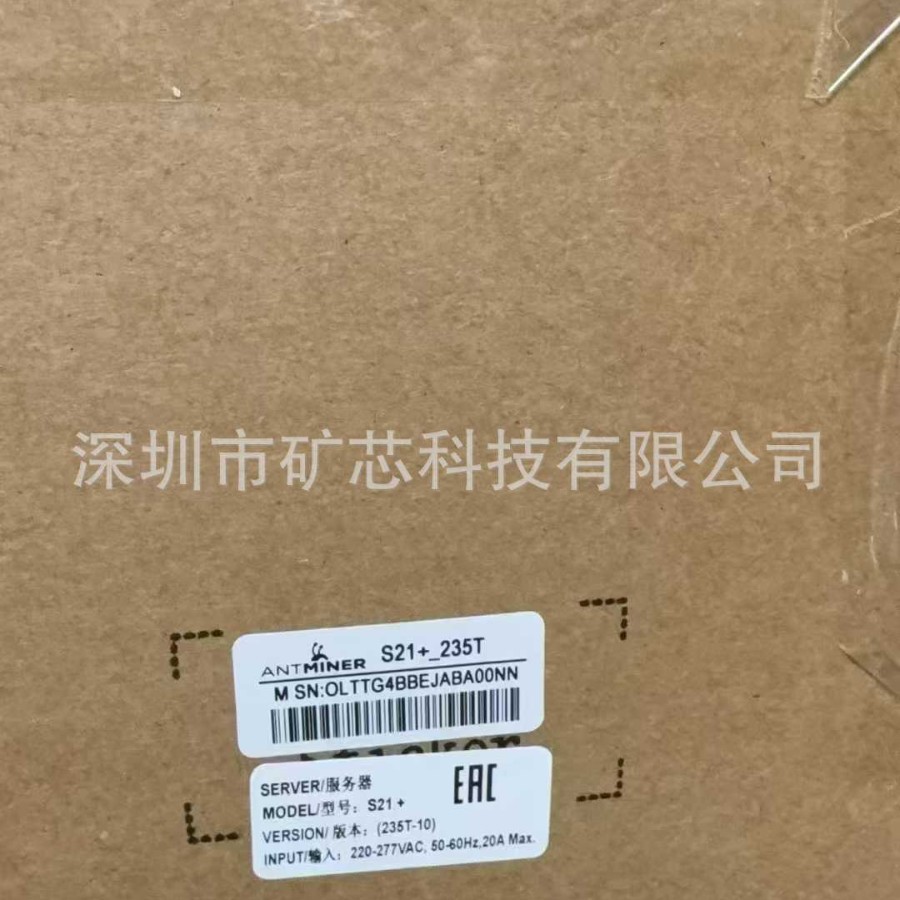 深圳市矿芯科技有限公司
ANTMINER S21+_235T
M SN:OLTTG4BBEJABA00NN
SERVER/服务器
EAC
MODEL/型号: S21 +
VERSION/ 版本: (235T-10)
INPUT/输入: 220-277VAC, 50-60Hz,20A Max.